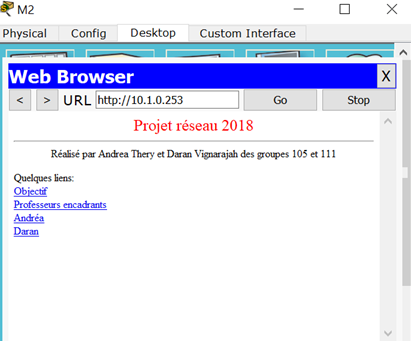 M2
Physical Config Desktop Custom Interface
Web Browser X
< > URL http://10.1.0.253 Go Stop
Projet réseau 2018
Réalisé par Andrea Thery et Daran Vignarajah des groupes 105 et 111
Quelques liens:
Objectif
Professeurs encadrants
Andréa
Daran